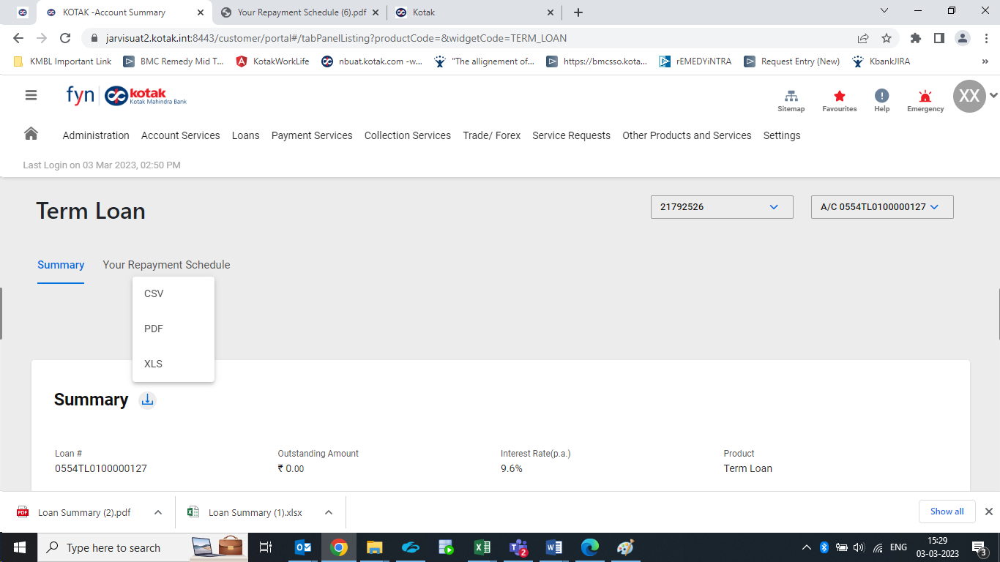 KOTAK -Account Summary
Your Repayment Schedule (6).pdf
Kotak
jarvisuat2.kotak.int:8443/customer/portal#/tabPanelListing?productCode=&widgetCode=TERM_LOAN
KMBL Important Link
BMC Remedy Mid T...
KotakWorkLife
nbuat.kotak.com -w...
"The allignement of...
https://bmcsso.kota...
rEMEDYiNTRA
Request Entry (New)
KbankJIRA
»
fyn
kotak
Kotak Mahindra Bank
Sitemap
Favourites
Help
Emergency
XX
Administration
Account Services
Loans
Payment Services
Collection Services
Trade/ Forex
Service Requests
Other Products and Services
Settings
Last Login on 03 Mar 2023, 02:50 PM
Term Loan
21792526
A/C 0554TL0100000127
Summary
Your Repayment Schedule
CSV
PDF
XLS
Summary
Loan #
Outstanding Amount
Interest Rate(p.a.)
Product
0554TL0100000127
₹ 0.00
9.6%
Term Loan
PDF
Loan Summary (2).pdf
Loan Summary (1).xlsx
Show all
Type here to search
2
ENG
15:29
03-03-2023
3